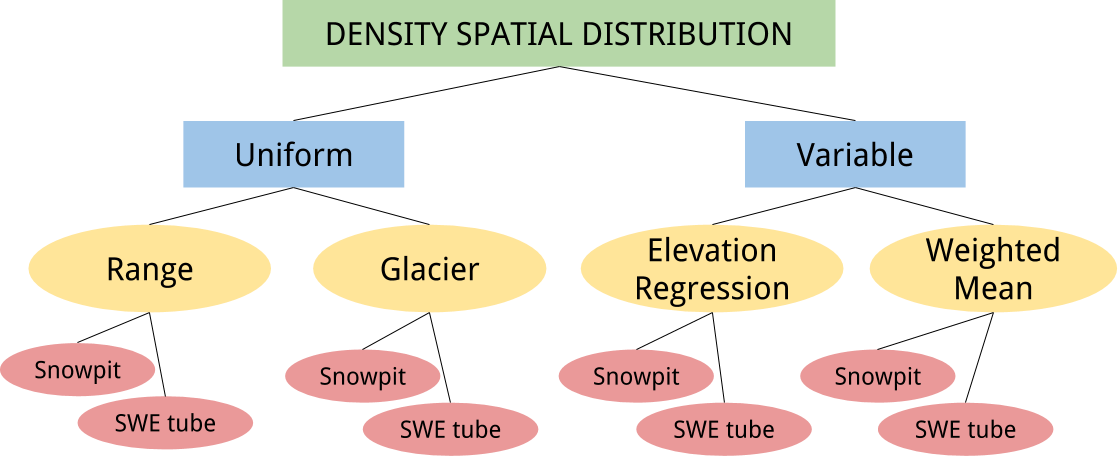 DENSITY SPATIAL DISTRIBUTION
Uniform
Variable
Range
Glacier
Elevation
Regression
Weighted
Mean
Snowpit
SWE tube
Snowpit
SWE tube
Snowpit
SWE tube
Snowpit
SWE tube